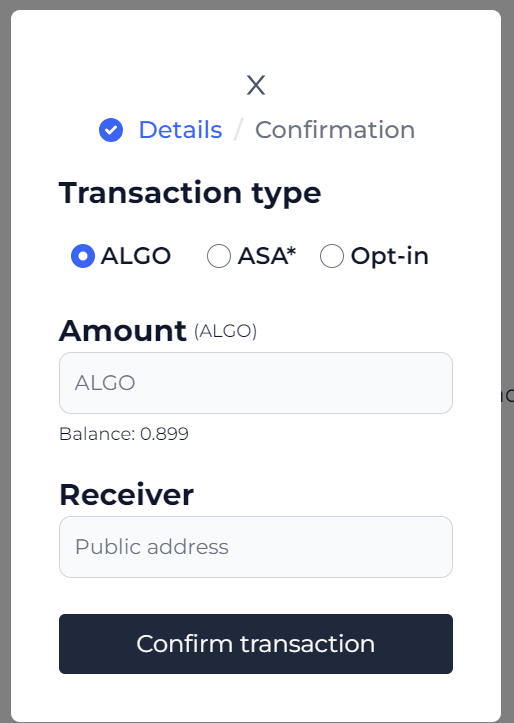 X
Details / Confirmation
Transaction type
ALGO ASA* Opt-in
Amount (ALGO)
ALGO
Balance: 0.899
Receiver
Public address
Confirm transaction